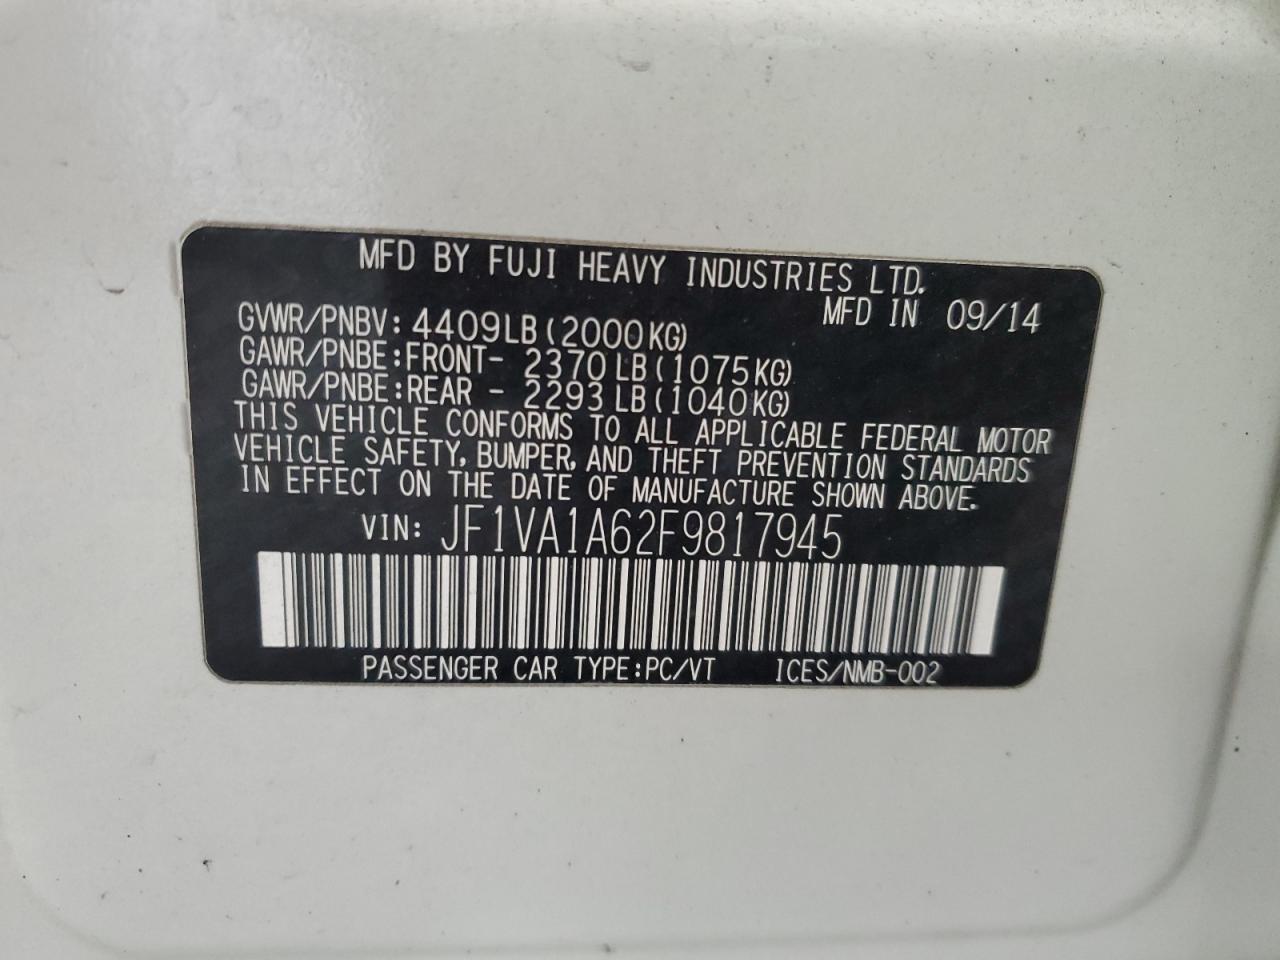 MFD BY FUJI HEAVY INDUSTRIES LTD.
MFD IN 09/14
GVWR/PNBV: 4409LB(2000KG)
GAWR/PNBE:FRONT- 2370LB(1075KG)
GAWR/PNBE:REAR - 2293LB(1040KG)
THIS VEHICLE CONFORMS TO ALL APPLICABLE FEDERAL MOTOR
VEHICLE SAFETY, BUMPER, AND THEFT PREVENTION STANDARDS
IN EFFECT ON THE DATE OF MANUFACTURE SHOWN ABOVE.
VIN: JF1VA1A62F9817945
PASSENGER CAR TYPE:PC/VT ICES/NMB-002